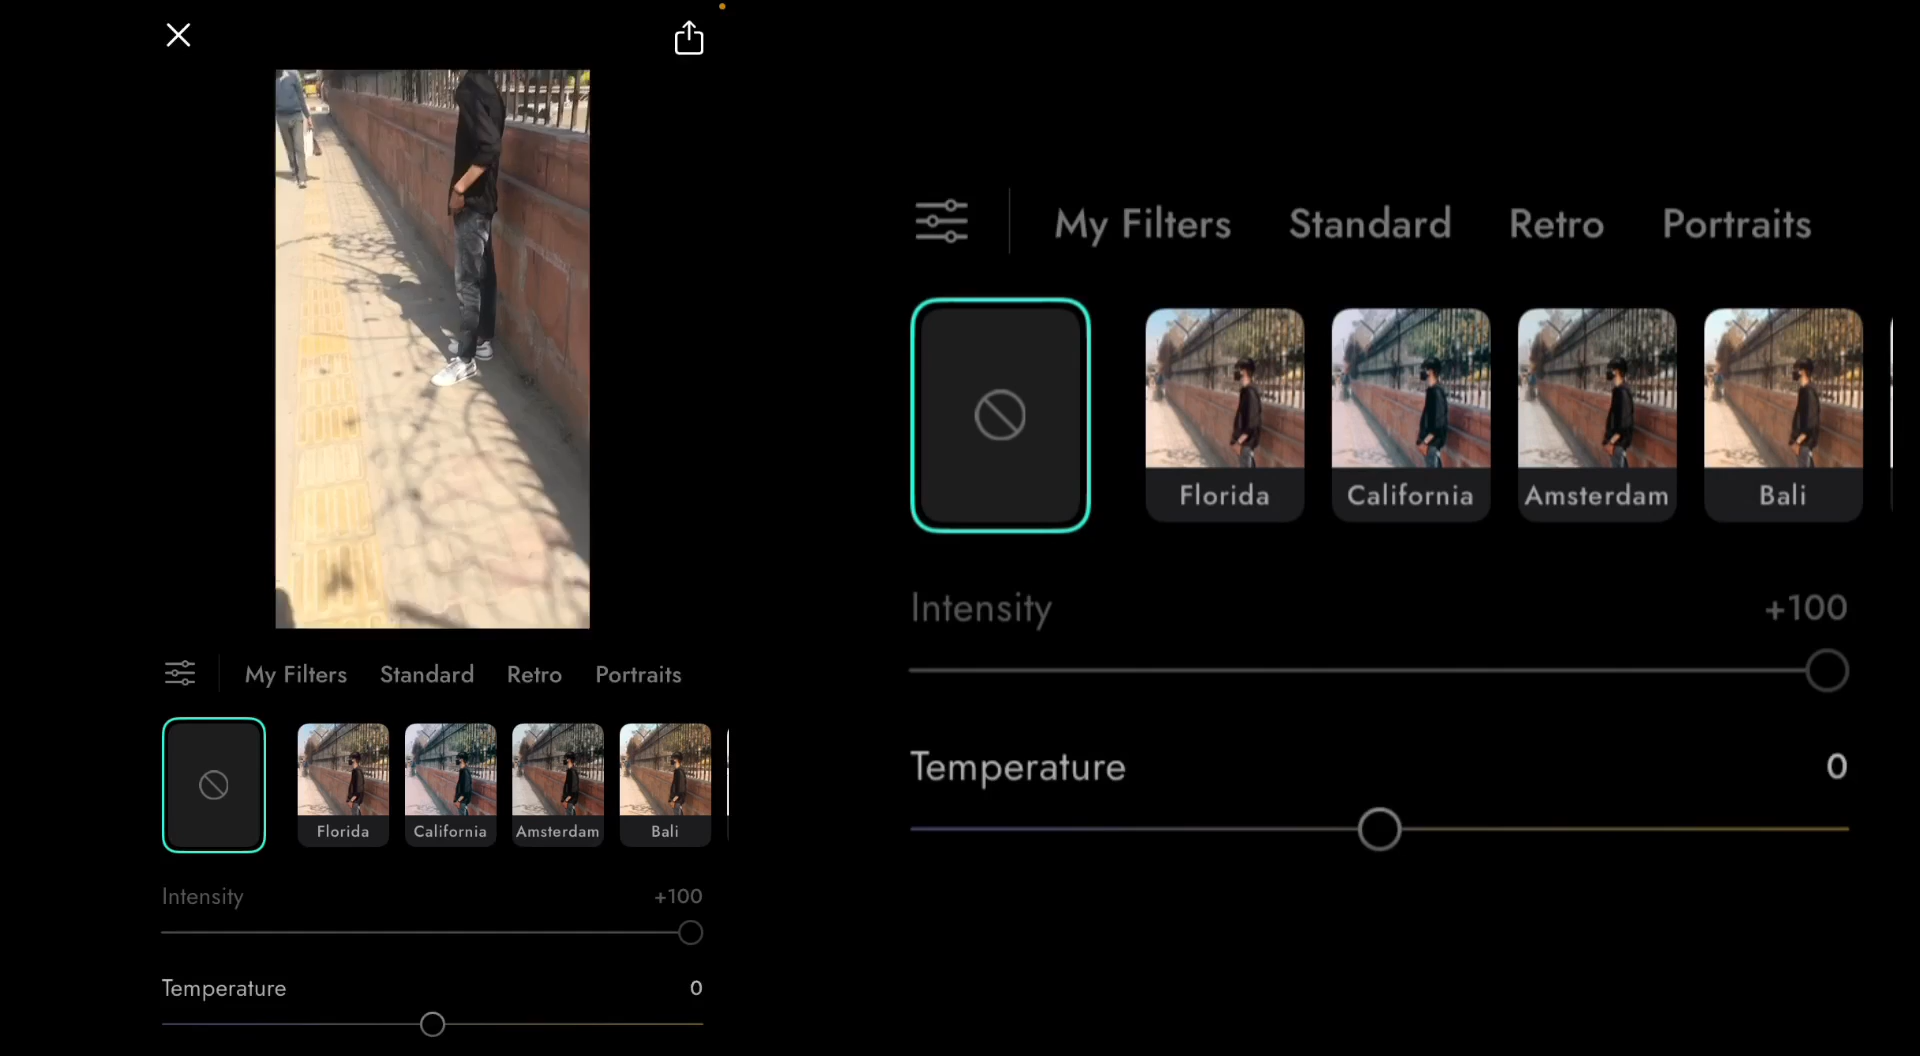 My Filters Standard Retro Portraits
Florida California Amsterdam Bali
Intensity +100
Temperature 0
My Filters Standard Retro Portraits
Florida California Amsterdam Bali
Intensity +100
Temperature 0